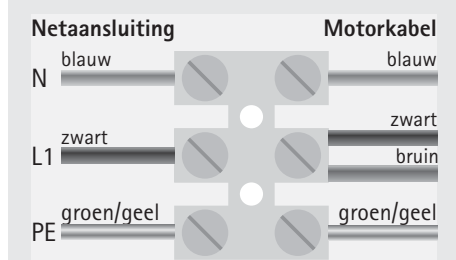 Netaansluiting Motorkabel
blauw blauw
N
zwart
zwart
L1
bruin
groen/geel groen/geel
PE